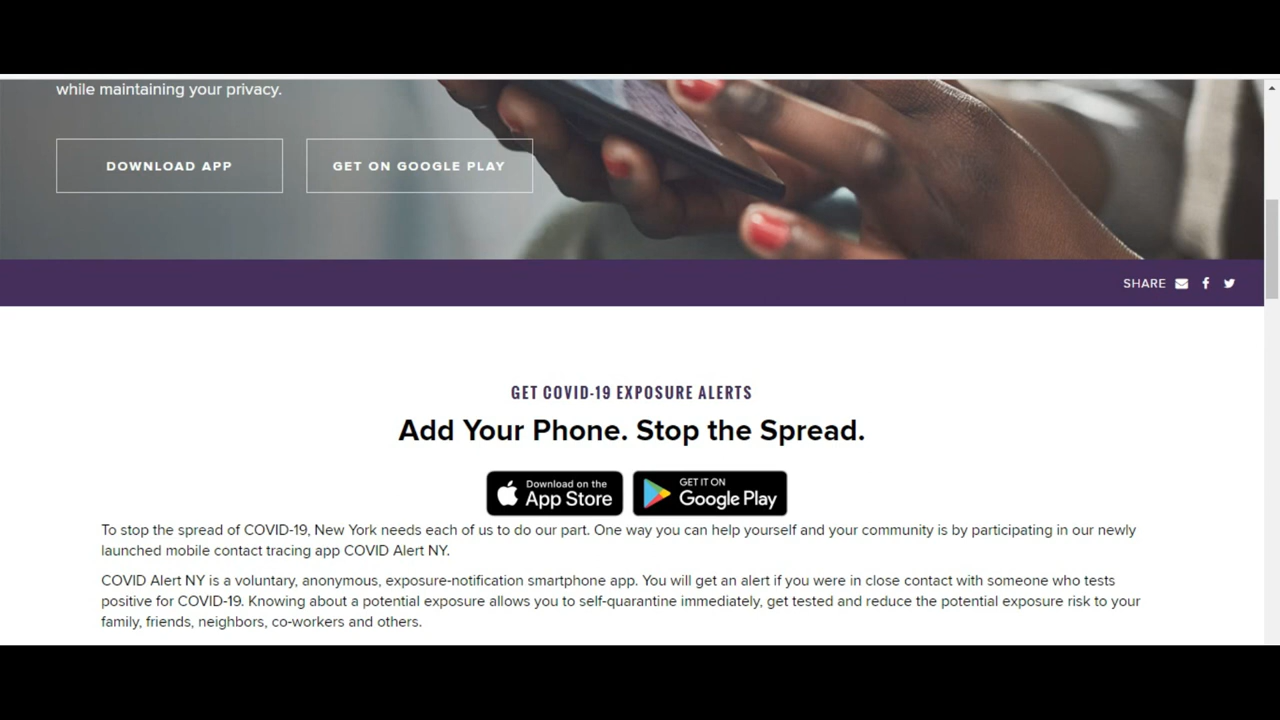 while maintaining your privacy.
DOWNLOAD APP
GET ON GOOGLE PLAY
SHARE
GET COVID-19 EXPOSURE ALERTS
Add Your Phone. Stop the Spread.
Download on the
App Store
GET IT ON
Google Play
To stop the spread of COVID-19, New York needs each of us to do our part. One way you can help yourself and your community is by participating in our newly
launched mobile contact tracing app COVID Alert NY.
COVID Alert NY is a voluntary, anonymous, exposure-notification smartphone app. You will get an alert if you were in close contact with someone who tests
positive for COVID-19. Knowing about a potential exposure allows you to self-quarantine immediately, get tested and reduce the potential exposure risk to your
family, friends, neighbors, co-workers and others.